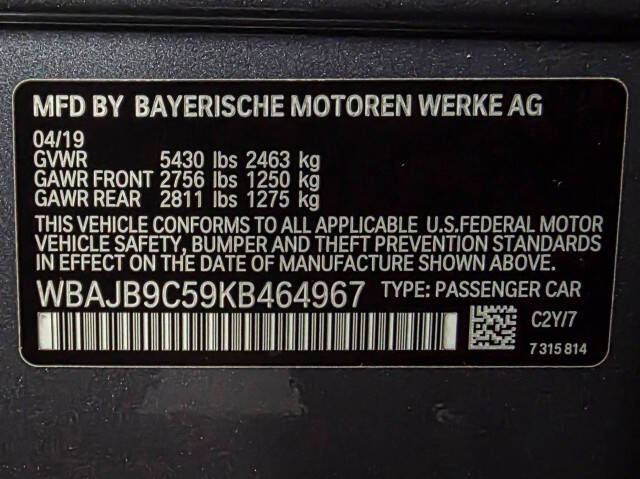 MFD BY BAYERISCHE MOTOREN WERKE AG
04/19
GVWR 5430 lbs 2463 kg
GAWR FRONT 2756 lbs 1250 kg
GAWR REAR 2811 lbs 1275 kg
THIS VEHICLE CONFORMS TO ALL APPLICABLE U.S.FEDERAL MOTOR
VEHICLE SAFETY, BUMPER AND THEFT PREVENTION STANDARDS
IN EFFECT ON THE DATE OF MANUFACTURE SHOWN ABOVE.
WBAJB9C59KB464967 TYPE: PASSENGER CAR
C2Y/7
7 315 814